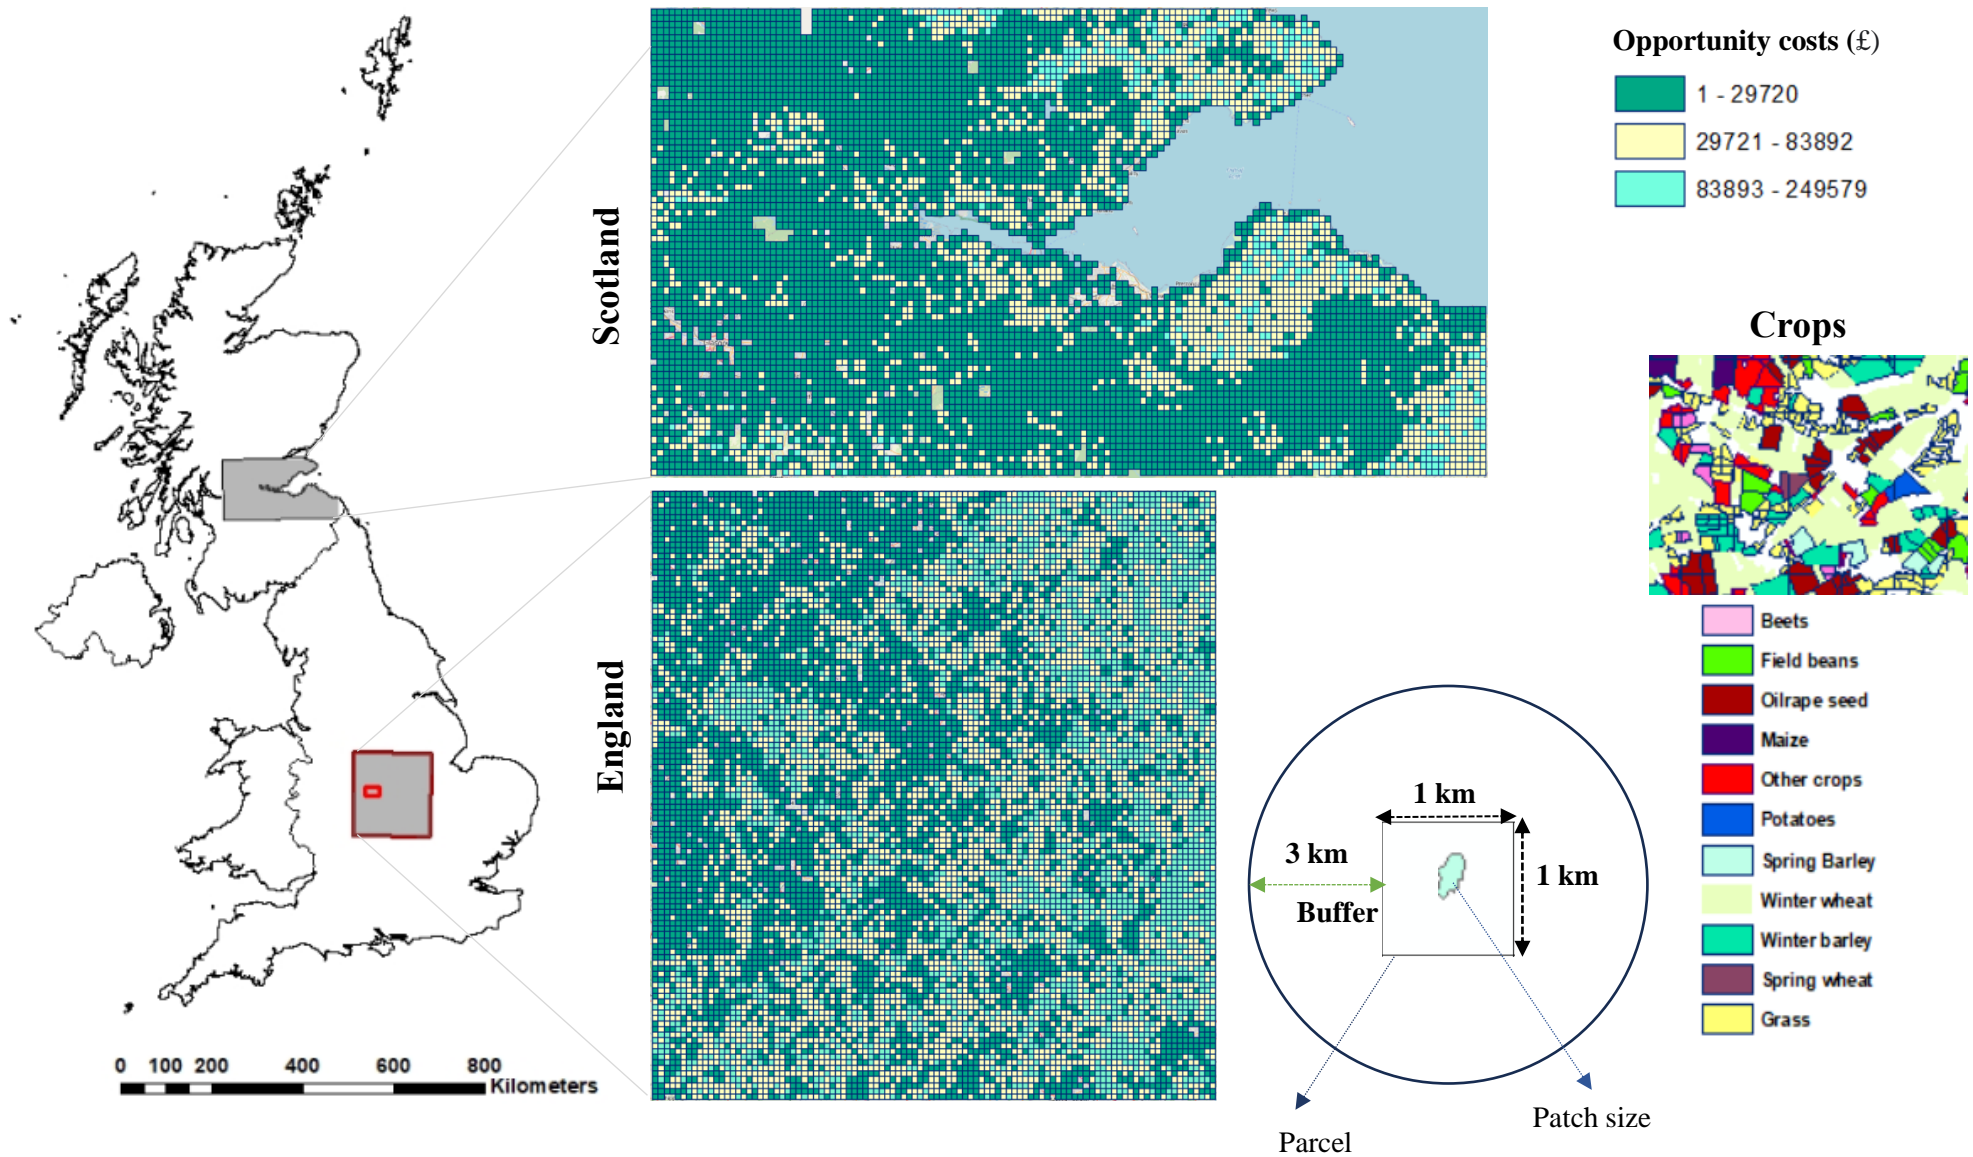 Opportunity costs (£)
1 - 29720
29721 - 83892
83893 - 249579
Scotland
England
Crops
Beets
Field beans
Oilrape seed
Maize
Other crops
Potatoes
Spring Barley
Winter wheat
Winter barley
Spring wheat
Grass
1 km
3 km
1 km
Buffer
Patch size
Parcel
0 100 200 400 600 800
Kilometers